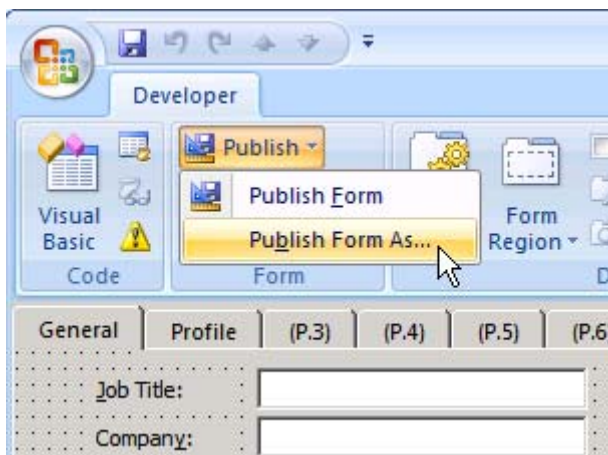 Developer
Publish
Publish Form
Publish Form As...
Visual
Basic
Form
Region
Code
Form
General
Profile
(P.3)
(P.4)
(P.5)
(P.6
Job Title:
Company: